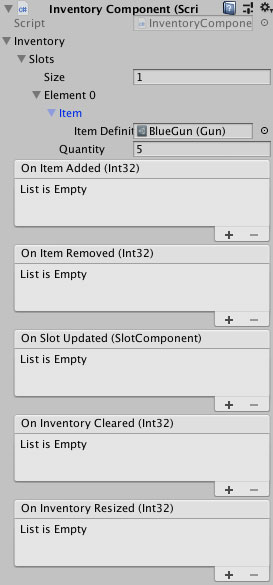 Inventory Component (Scri
Script InventoryCompone
Inventory
Slots
Size 1
Element 0
Item
Item Definit BlueGun (Gun)
Quantity 5
On Item Added (Int32)
List is Empty
+ −
On Item Removed (Int32)
List is Empty
+ −
On Slot Updated (SlotComponent)
List is Empty
+ −
On Inventory Cleared (Int32)
List is Empty
+ −
On Inventory Resized (Int32)
List is Empty
+ −